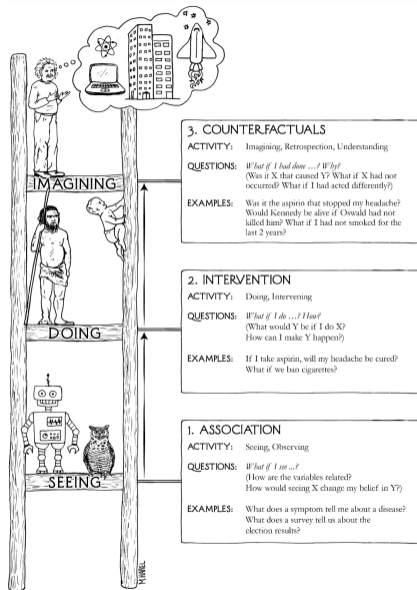 3. COUNTERFACTUALS
ACTIVITY: Imagining, Retrospection, Understanding
QUESTIONS: What if I had done …? Why?
(Was it X that caused Y? What if X had not
occurred? What if I had acted differently?)
EXAMPLES: Was it the aspirin that stopped my headache?
Would Kennedy be alive if Oswald had not
killed him? What if I had not smoked for the
last 2 years?
IMAGINING
2. INTERVENTION
ACTIVITY: Doing, Intervening
QUESTIONS: What if I do …? How?
(What would Y be if I do X?
How can I make Y happen?)
EXAMPLES: If I take aspirin, will my headache be cured?
What if we ban cigarettes?
DOING
1. ASSOCIATION
ACTIVITY: Seeing, Observing
QUESTIONS: What if I see ...?
(How are the variables related?
How would seeing X change my belief in Y?)
EXAMPLES: What does a symptom tell me about a disease?
What does a survey tell us about the
election results?
SEEING
M.HAREL